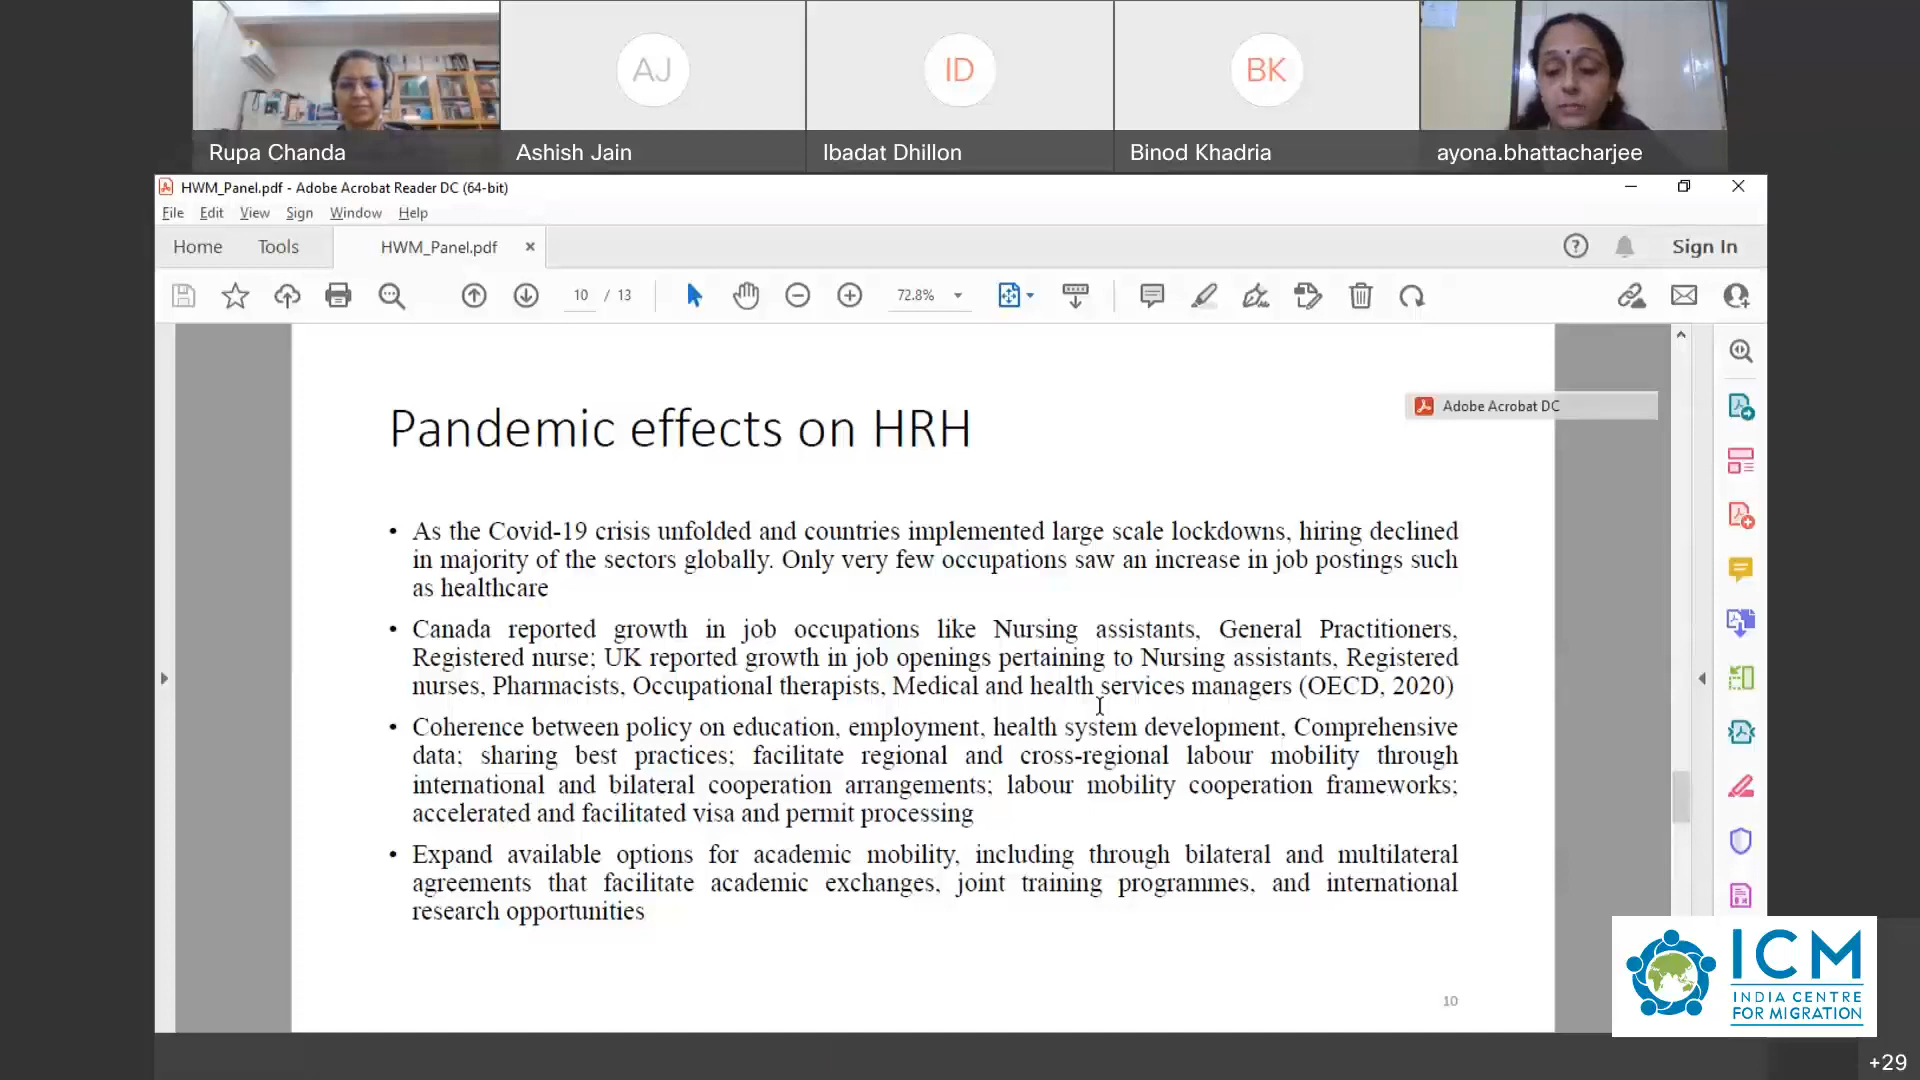 AJ
ID
BK
Rupa Chanda
Ashish Jain
Ibadat Dhillon
Binod Khadria
ayona.bhattacharjee
HWM_Panel.pdf - Adobe Acrobat Reader DC (64-bit)
File Edit View Sign Window Help
Home Tools HWM_Panel.pdf × Sign In
10 / 13 72.8%
Adobe Acrobat DC
Pandemic effects on HRH
• As the Covid-19 crisis unfolded and countries implemented large scale lockdowns, hiring declined
in majority of the sectors globally. Only very few occupations saw an increase in job postings such
as healthcare
• Canada reported growth in job occupations like Nursing assistants, General Practitioners,
Registered nurse; UK reported growth in job openings pertaining to Nursing assistants, Registered
nurses, Pharmacists, Occupational therapists, Medical and health services managers (OECD, 2020)
• Coherence between policy on education, employment, health system development, Comprehensive
data; sharing best practices; facilitate regional and cross-regional labour mobility through
international and bilateral cooperation arrangements; labour mobility cooperation frameworks;
accelerated and facilitated visa and permit processing
• Expand available options for academic mobility, including through bilateral and multilateral
agreements that facilitate academic exchanges, joint training programmes, and international
research opportunities
10
ICM
INDIA CENTRE
FOR MIGRATION
+29